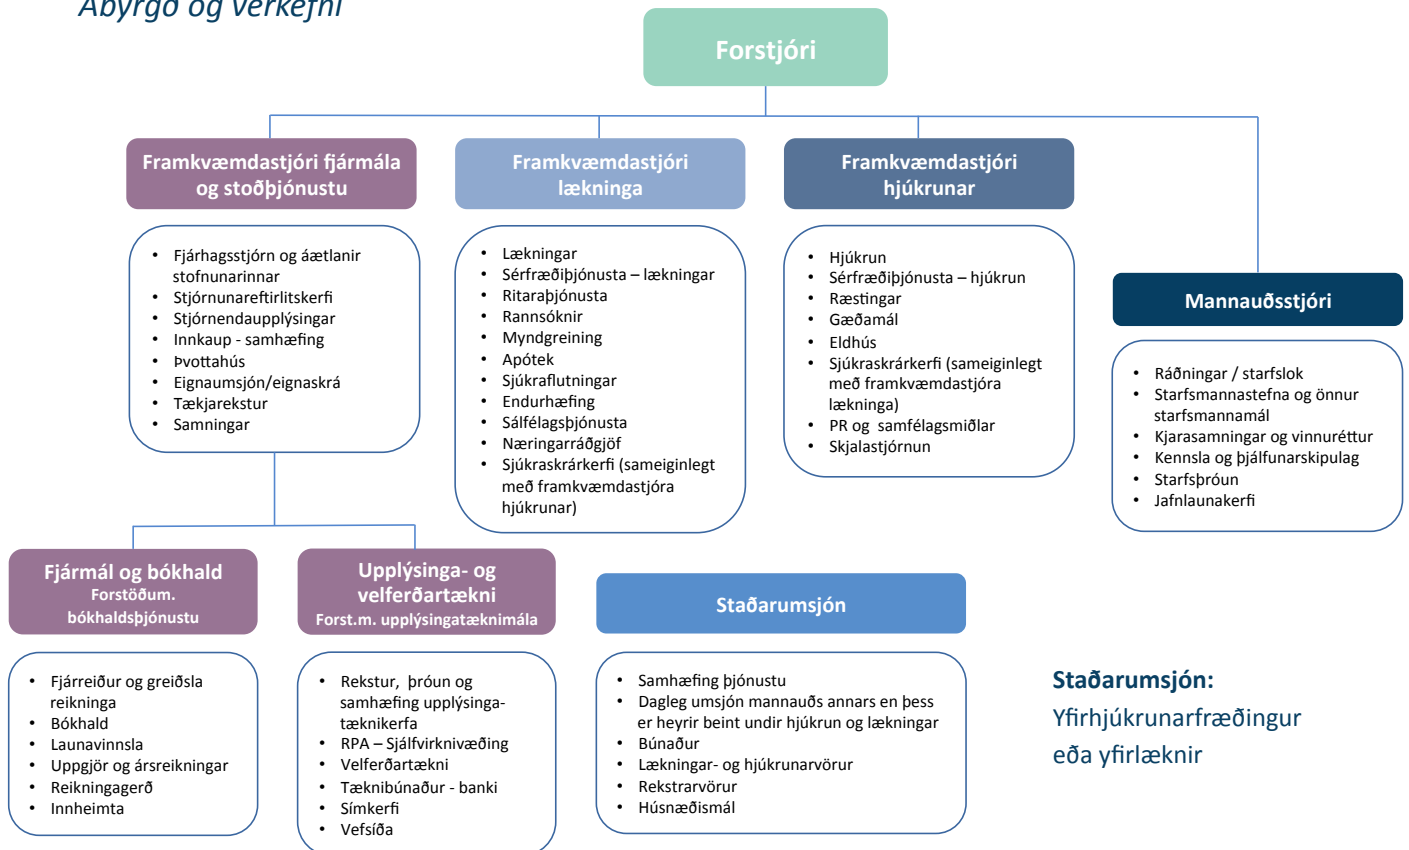 Ábyrgð og verkefni
Forstjóri
Framkvæmdastjóri fjármála
og stoðþjónustu
• Fjárhagsstjórn og áætlanir
stofnunarinnar
• Stjórnunareftirlitskerfi
• Stjórnendaupplýsingar
• Innkaup - samhæfing
• Þvottahús
• Eignaumsjón/eignaskrá
• Tækjarekstur
• Samningar
Framkvæmdastjóri
lækninga
• Lækningar
• Sérfræðiþjónusta – lækningar
• Ritaraþjónusta
• Rannsóknir
• Myndgreining
• Apótek
• Sjúkraflutningar
• Endurhæfing
• Sálfélagsþjónusta
• Næringarráðgjöf
• Sjúkraskrárkerfi (sameiginlegt
með framkvæmdastjóra
hjúkrunar)
Framkvæmdastjóri
hjúkrunar
• Hjúkrun
• Sérfræðiþjónusta – hjúkrun
• Ræstingar
• Gæðamál
• Eldhús
• Sjúkraskrárkerfi (sameiginlegt
með framkvæmdastjóra
lækninga)
• PR og samfélagsmiðlar
• Skjalastjórnun
Mannauðsstjóri
• Ráðningar / starfslok
• Starfsmannastefna og önnur
starfsmannamál
• Kjarasamningar og vinnuréttur
• Kennsla og þjálfunarskipulag
• Starfsþróun
• Jafnlaunakerfi
Fjármál og bókhald
Forstöðum.
bókhaldsþjónustu
• Fjárreiður og greiðsla
reikninga
• Bókhald
• Launavinnsla
• Uppgjör og ársreikningar
• Reikningagerð
• Innheimta
Upplýsinga- og
velferðartækni
Forst.m. upplýsingatæknimála
• Rekstur, þróun og
samhæfing upplýsinga-
tæknikerfa
• RPA – Sjálfvirknivæðing
• Velferðartækni
• Tæknibúnaður - banki
• Símkerfi
• Vefsíða
Staðarumsjón
• Samhæfing þjónustu
• Dagleg umsjón mannauðs annars en þess
er heyrir beint undir hjúkrun og lækningar
• Búnaður
• Lækningar- og hjúkrunarvörur
• Rekstrarvörur
• Húsnæðismál
Staðarumsjón:
Yfirhjúkrunarfræðingur
eða yfirlæknir